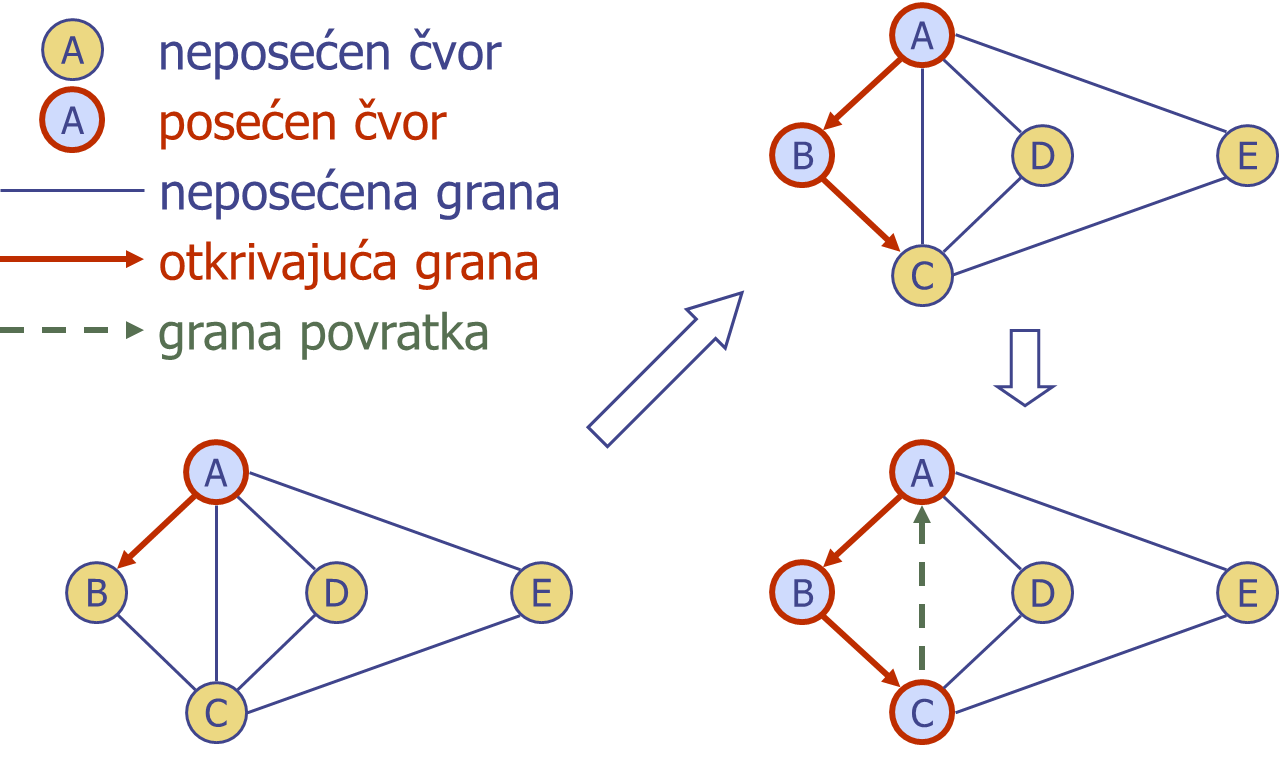 A neposećen čvor
A posećen čvor
neposećena grana
otkrivajuća grana
grana povratka
A
B
D
E
C
A
B
D
E
C
A
B
D
E
C